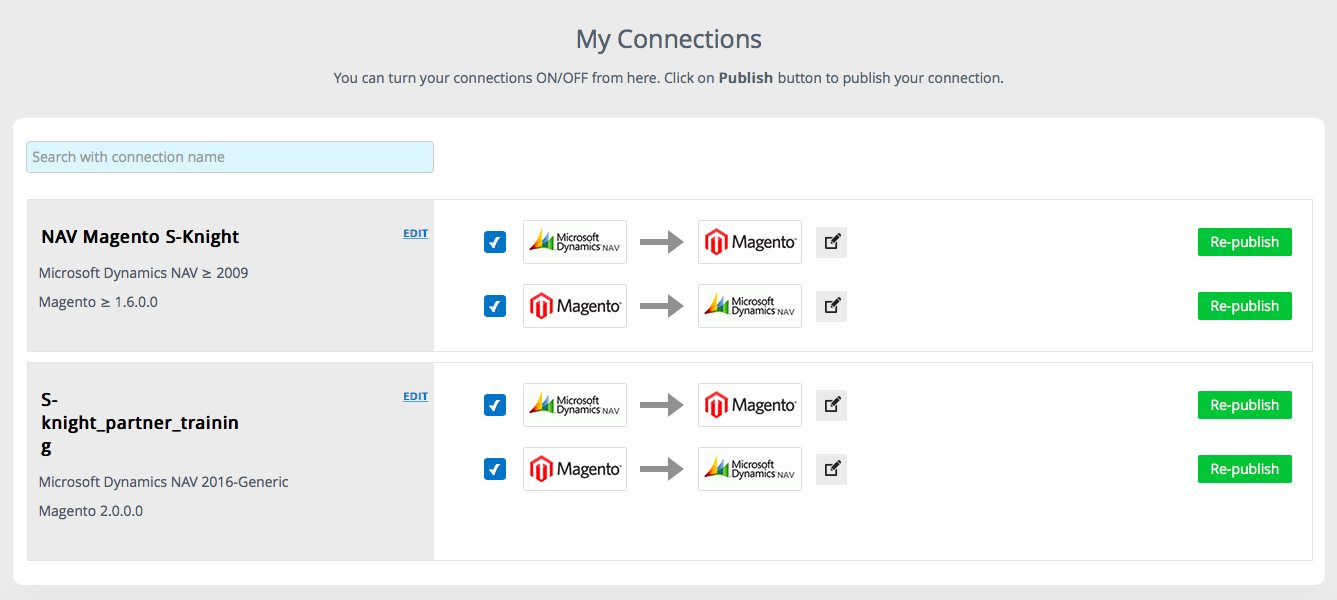 My Connections
You can turn your connections ON/OFF from here. Click on Publish button to publish your connection.
Search with connection name
NAV Magento S-Knight
EDIT
Microsoft Dynamics NAV ≥ 2009
Magento ≥ 1.6.0.0
Microsoft
Dynamics NAV
Magento
Re-publish
Magento
Microsoft
Dynamics NAV
Re-publish
S-
knight_partner_trainin
g
EDIT
Microsoft Dynamics NAV 2016-Generic
Magento 2.0.0.0
Microsoft
Dynamics NAV
Magento
Re-publish
Magento
Microsoft
Dynamics NAV
Re-publish